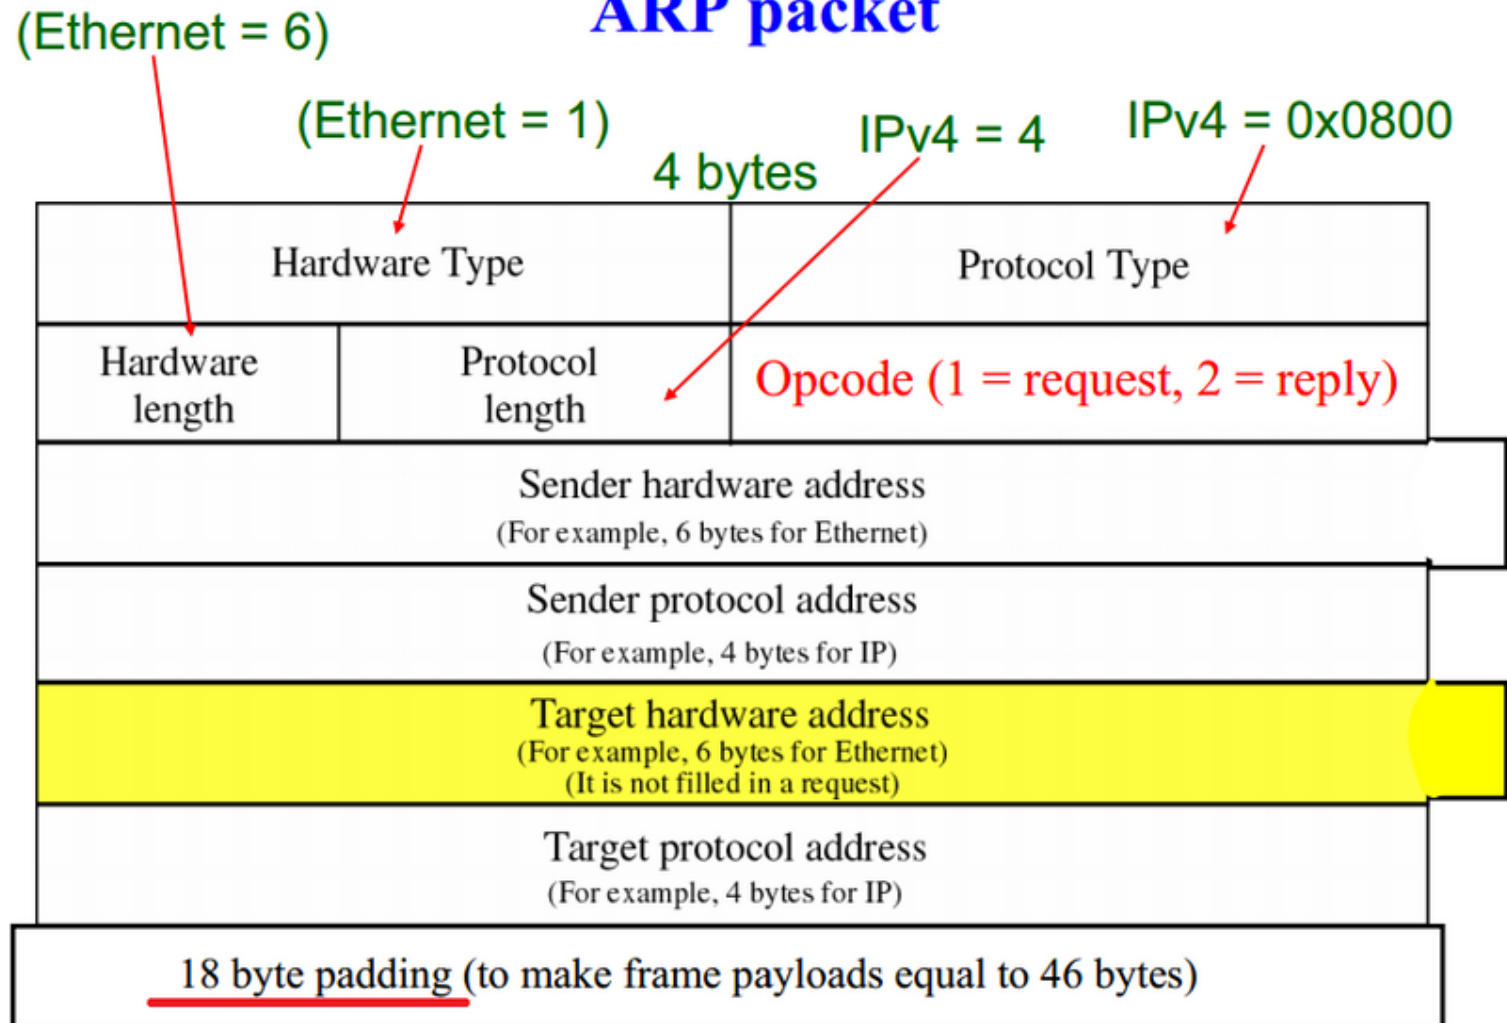 ARP packet
(Ethernet = 6)
(Ethernet = 1)
IPv4 = 4
IPv4 = 0x0800
4 bytes
Hardware Type
Protocol Type
Hardware
length
Protocol
length
Opcode (1 = request, 2 = reply)
Sender hardware address
(For example, 6 bytes for Ethernet)
Sender protocol address
(For example, 4 bytes for IP)
Target hardware address
(For example, 6 bytes for Ethernet)
(It is not filled in a request)
Target protocol address
(For example, 4 bytes for IP)
18 byte padding (to make frame payloads equal to 46 bytes)